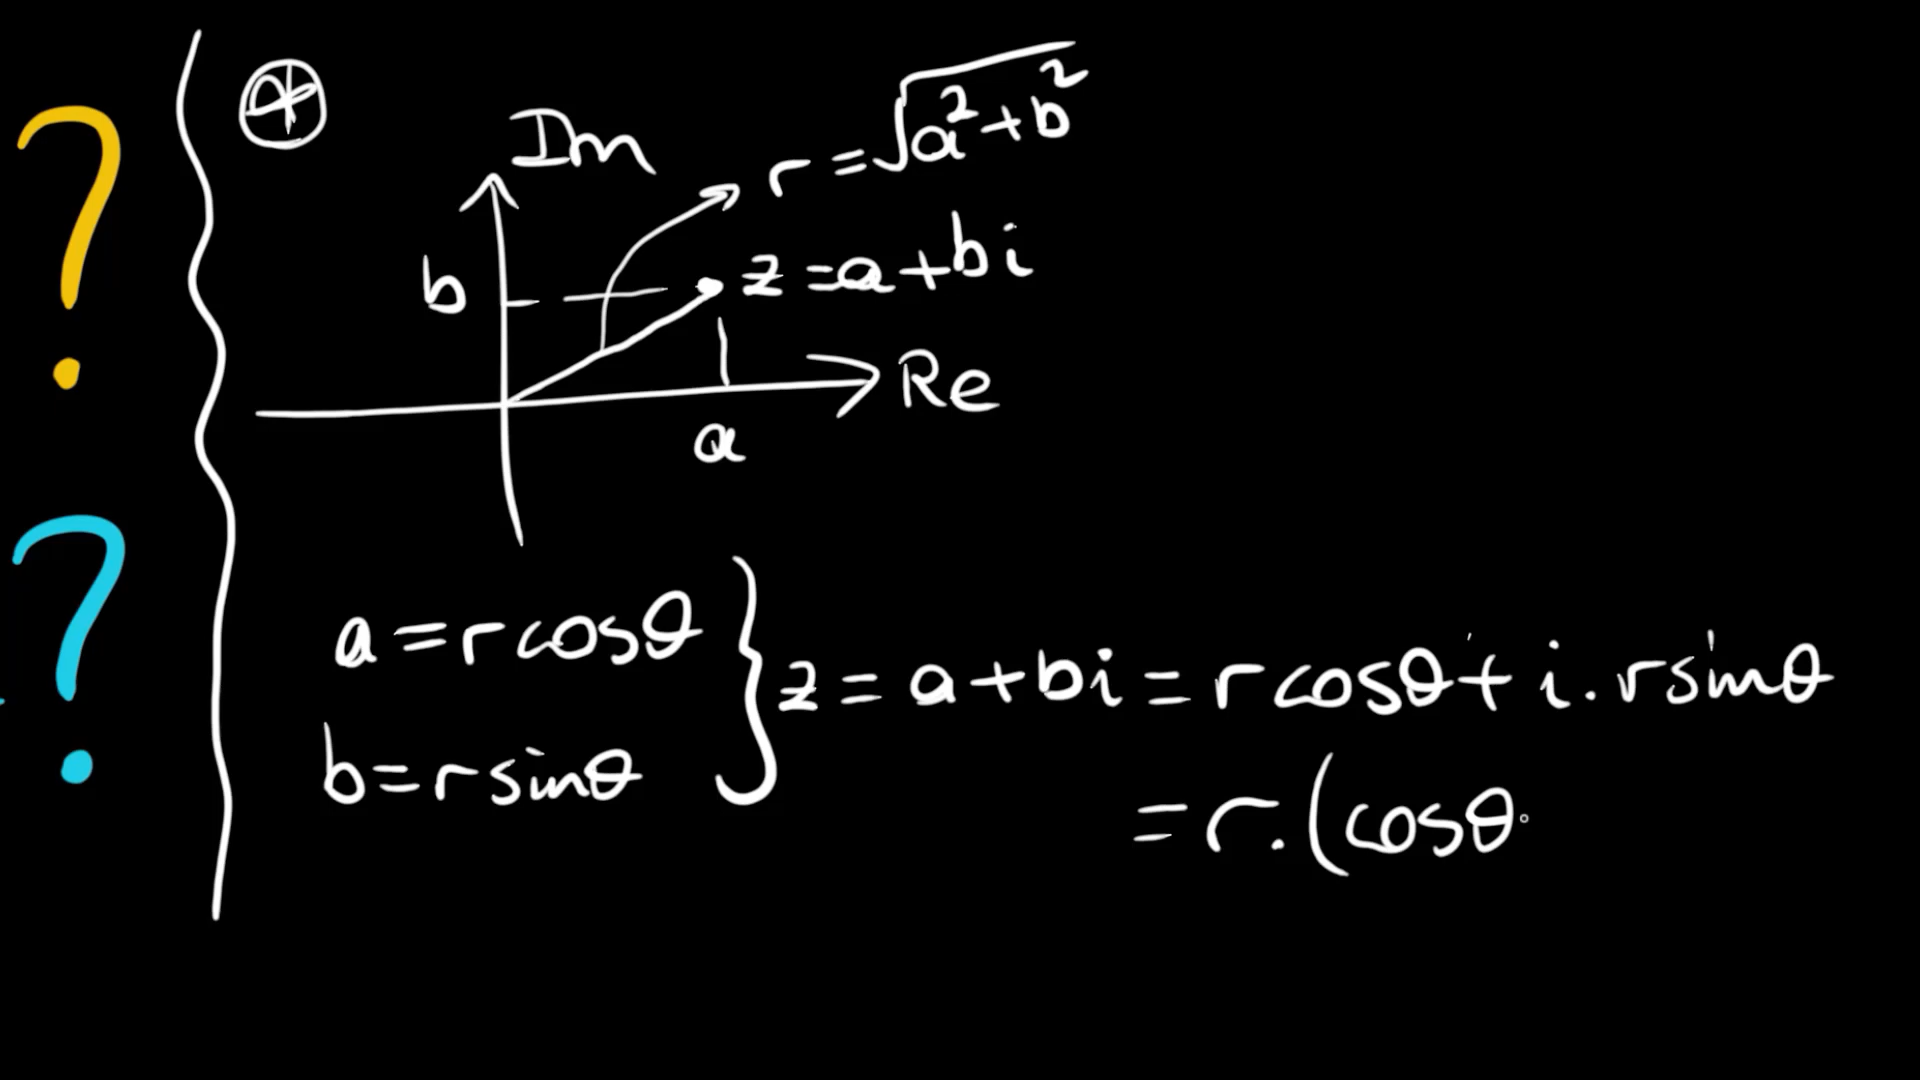 ?
?
Im
r = √a²+b²
b
z = a + bi
Re
a
a = r cosθ
b = r sinθ
} z = a + bi = r cosθ + i . r sinθ
= r . ( cosθ